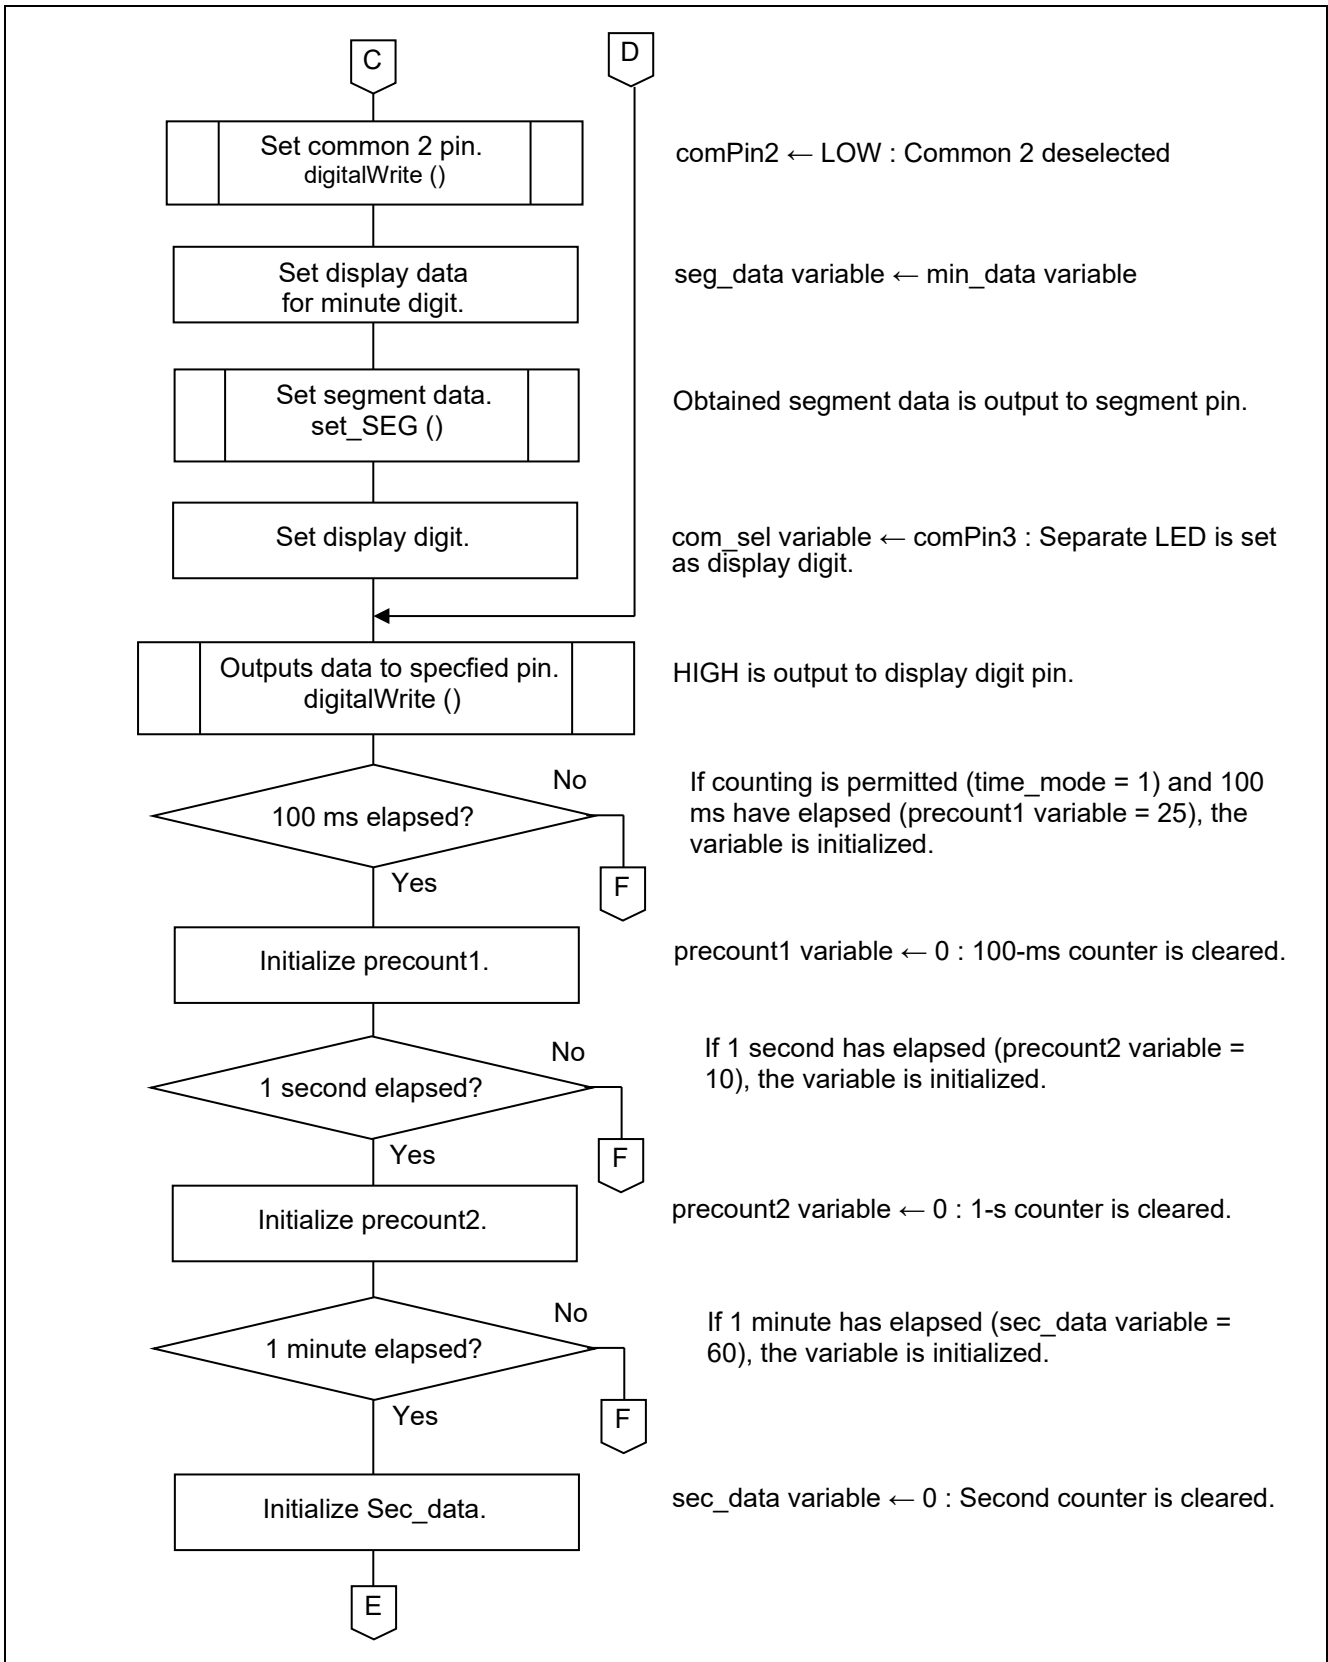 C
D
Set common 2 pin.
digitalWrite ()
comPin2 ← LOW : Common 2 deselected
Set display data
for minute digit.
seg_data variable ← min_data variable
Set segment data.
set_SEG ()
Obtained segment data is output to segment pin.
Set display digit.
com_sel variable ← comPin3 : Separate LED is set
as display digit.
Outputs data to specfied pin.
digitalWrite ()
HIGH is output to display digit pin.
100 ms elapsed?
No
Yes
F
If counting is permitted (time_mode = 1) and 100
ms have elapsed (precount1 variable = 25), the
variable is initialized.
Initialize precount1.
precount1 variable ← 0 : 100-ms counter is cleared.
1 second elapsed?
No
Yes
F
If 1 second has elapsed (precount2 variable =
10), the variable is initialized.
Initialize precount2.
precount2 variable ← 0 : 1-s counter is cleared.
1 minute elapsed?
No
Yes
F
If 1 minute has elapsed (sec_data variable =
60), the variable is initialized.
Initialize Sec_data.
sec_data variable ← 0 : Second counter is cleared.
E